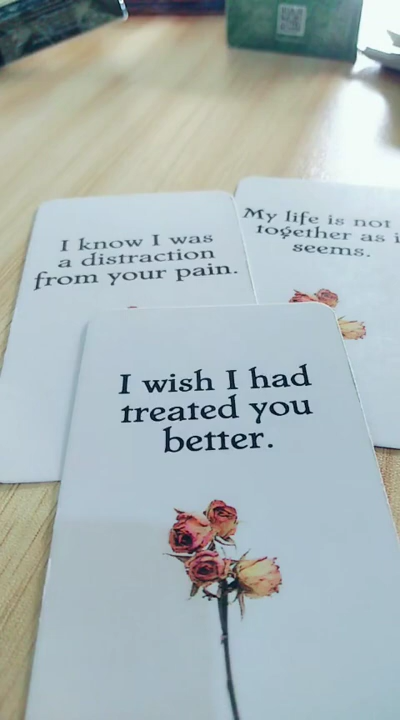 I know I was
a distraction
from your pain.
My life is not
together as i
seems.
I wish I had
treated you
better.